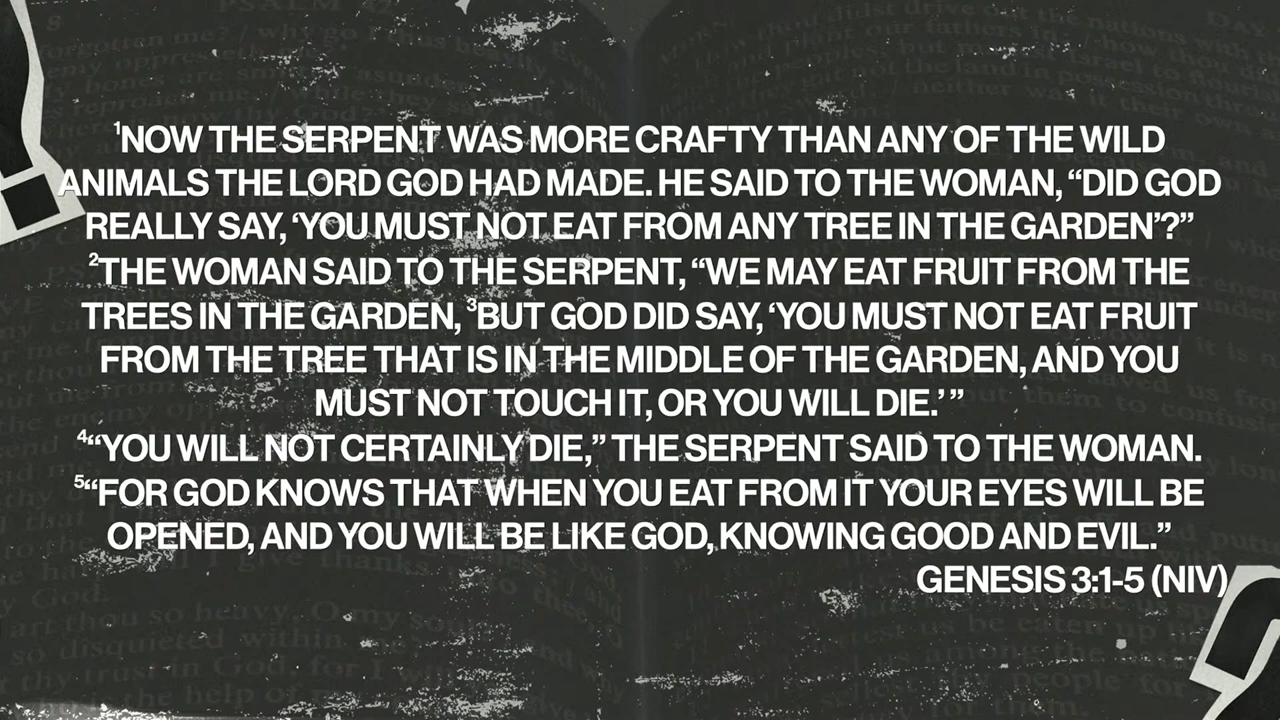 ¹NOW THE SERPENT WAS MORE CRAFTY THAN ANY OF THE WILD
ANIMALS THE LORD GOD HAD MADE. HE SAID TO THE WOMAN, “DID GOD
REALLY SAY, ‘YOU MUST NOT EAT FROM ANY TREE IN THE GARDEN’?”
²THE WOMAN SAID TO THE SERPENT, “WE MAY EAT FRUIT FROM THE
TREES IN THE GARDEN, ³BUT GOD DID SAY, ‘YOU MUST NOT EAT FRUIT
FROM THE TREE THAT IS IN THE MIDDLE OF THE GARDEN, AND YOU
MUST NOT TOUCH IT, OR YOU WILL DIE.’ ”
⁴“YOU WILL NOT CERTAINLY DIE,” THE SERPENT SAID TO THE WOMAN.
⁵“FOR GOD KNOWS THAT WHEN YOU EAT FROM IT YOUR EYES WILL BE
OPENED, AND YOU WILL BE LIKE GOD, KNOWING GOOD AND EVIL.”
GENESIS 3:1-5 (NIV)